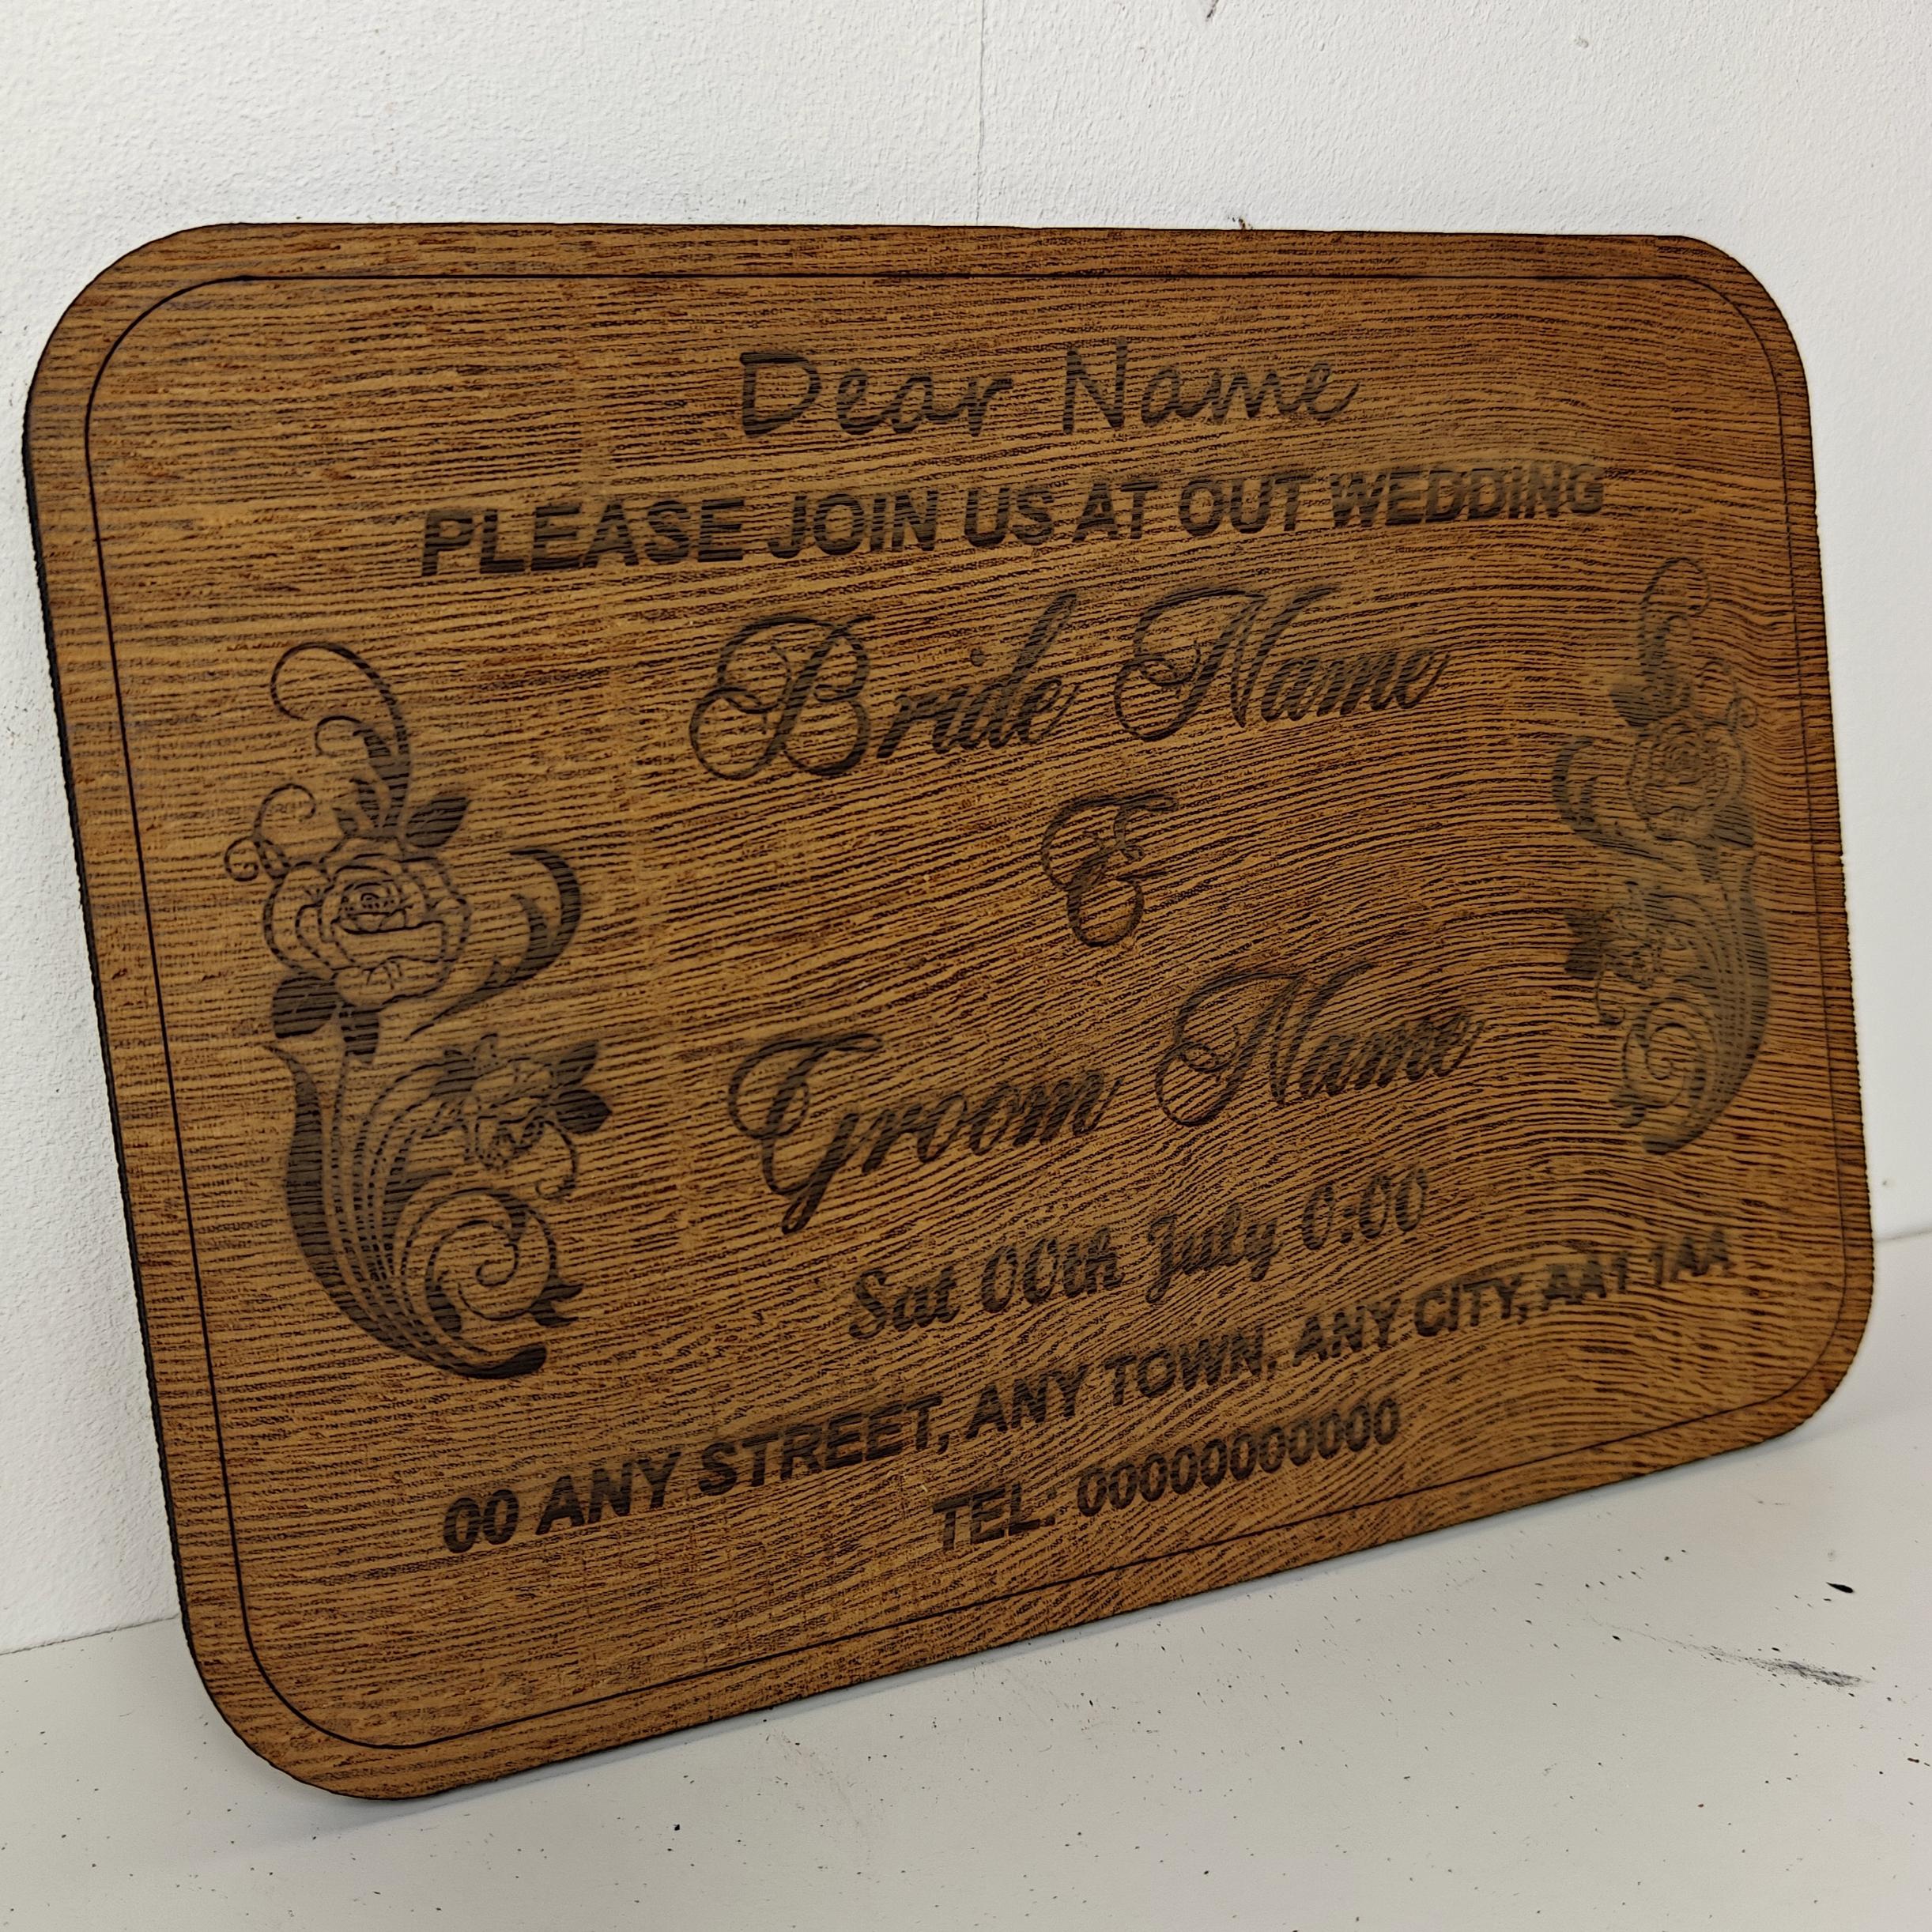 Dear Name
PLEASE JOIN US AT OUT WEDDING
Bride Name
&
Groom Name
Sat 00th July 0:00
00 ANY STREET, ANY TOWN, ANY CITY, AA1 1AA
TEL: 00000000000